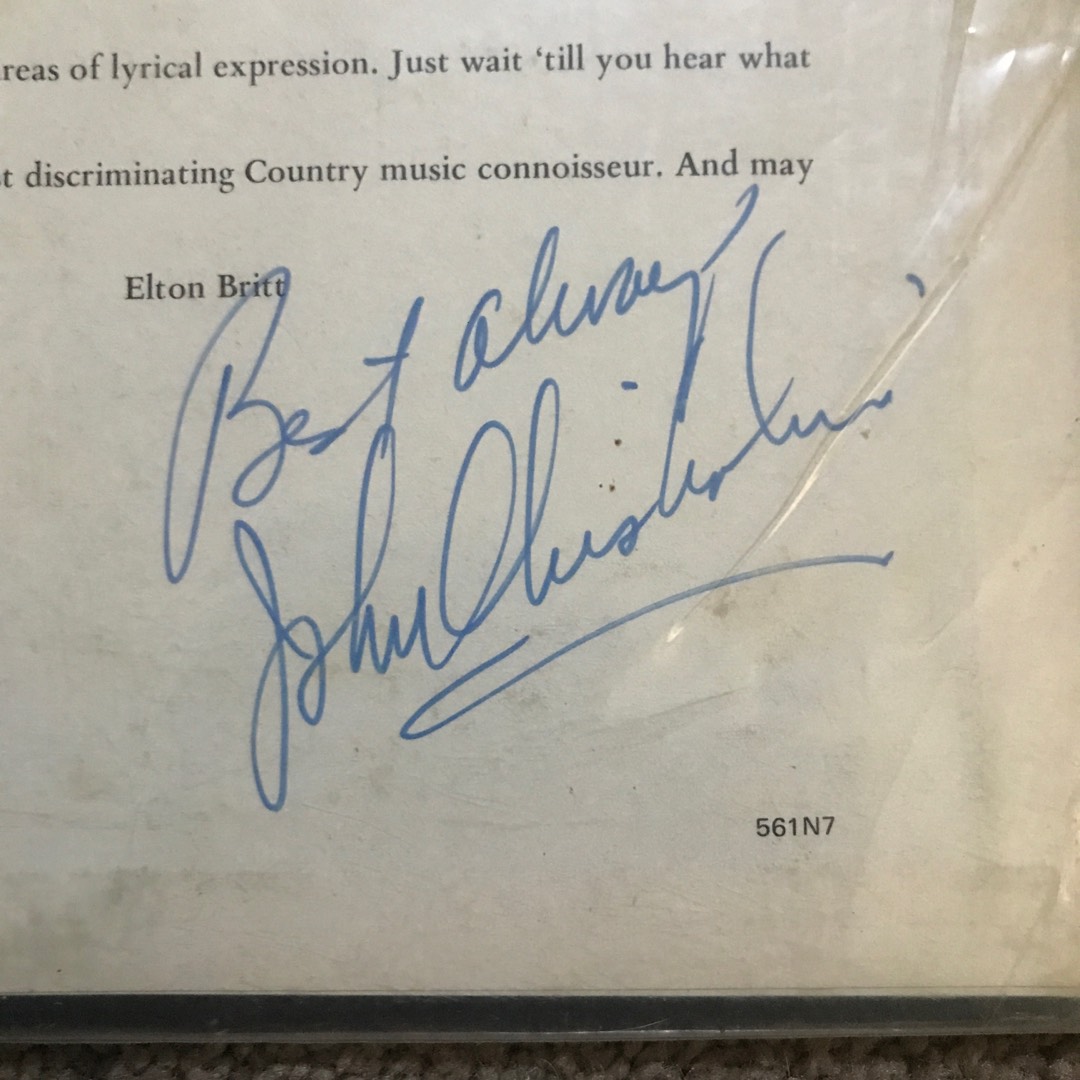 reas of lyrical expression. Just wait ‘till you hear what
t discriminating Country music connoisseur. And may
Elton Britt
Best always
John
561N7